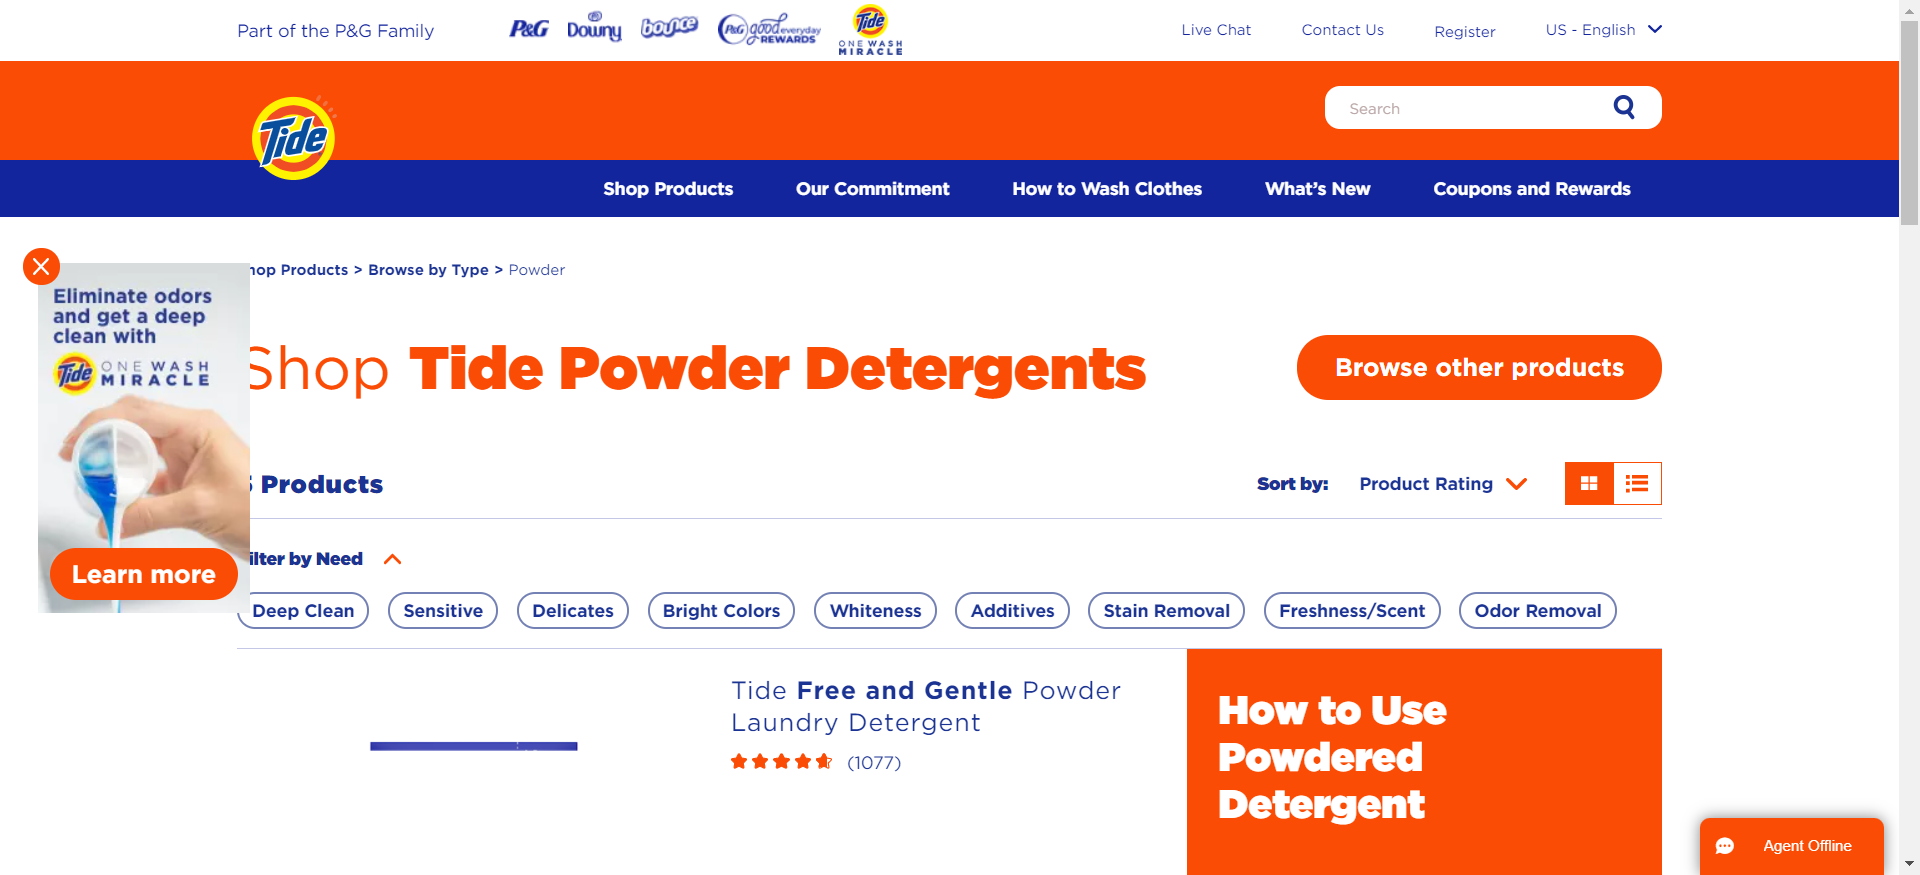 Part of the P&G Family
P&G
Downy
bounce
P&G good everyday REWARDS
Tide
ONE WASH
MIRACLE
Live Chat
Contact Us
Register
US - English
Tide
Search
Shop Products
Our Commitment
How to Wash Clothes
What's New
Coupons and Rewards
hop Products > Browse by Type > Powder
Eliminate odors
and get a deep
clean with
Tide
ONE WASH
MIRACLE
Learn more
Shop Tide Powder Detergents
Browse other products
Products
Sort by:
Product Rating
ilter by Need
Deep Clean
Sensitive
Delicates
Bright Colors
Whiteness
Additives
Stain Removal
Freshness/Scent
Odor Removal
Tide Free and Gentle Powder
Laundry Detergent
(1077)
How to Use
Powdered
Detergent
Agent Offline